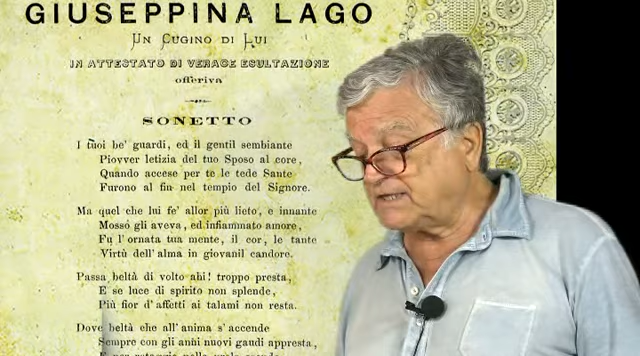 GIUSEPPINA LAGO
UN CUGINO DI LUI
IN ATTESTATO DI VERACE ESULTAZIONE
offeriva
SONETTO
I tuoi be' guardi, ed il gentil sembiante
Piovver letizia del tuo Sposo al core,
Quando accese per te le tede Sante
Furono al fin nel tempio del Signore.
Ma quel che lui fe' allor più lieto, e innante
Mosso gli aveva, ed infiammato amore,
Fu l'ornata tua mente, il cor, le tante
Virtù dell'alma in giovanil candore.
Passa beltà di volto ahi! troppo presta,
E se luce di spirito non splende,
Più fior d'affetti ai talami non resta.
Dove beltà che all'anima s'accende
Sempre con gli anni nuovi gaudi appresta,